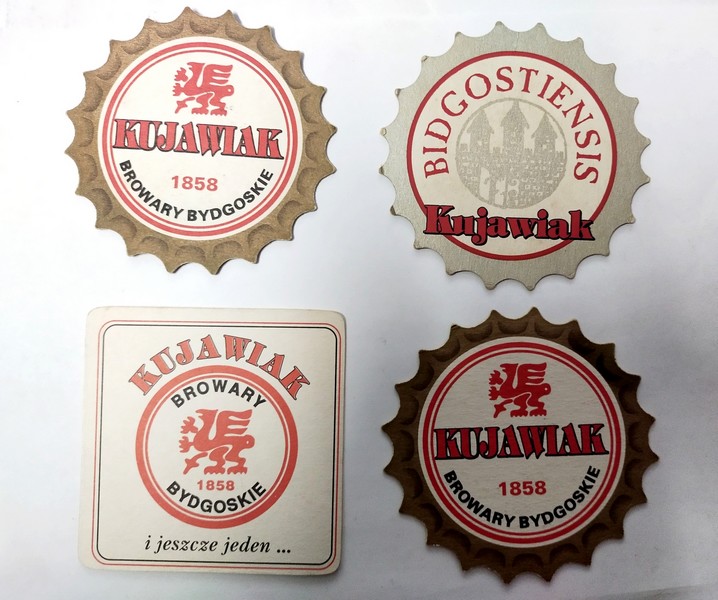 KUJAWIAK
1858
BROWARY BYDGOSKIE
BIDGOSTIENSIS
Kujawiak
KUJAWIAK
BROWARY
1858
BYDGOSKIE
i jeszcze jeden ...
KUJAWIAK
1858
BROWARY BYDGOSKIE